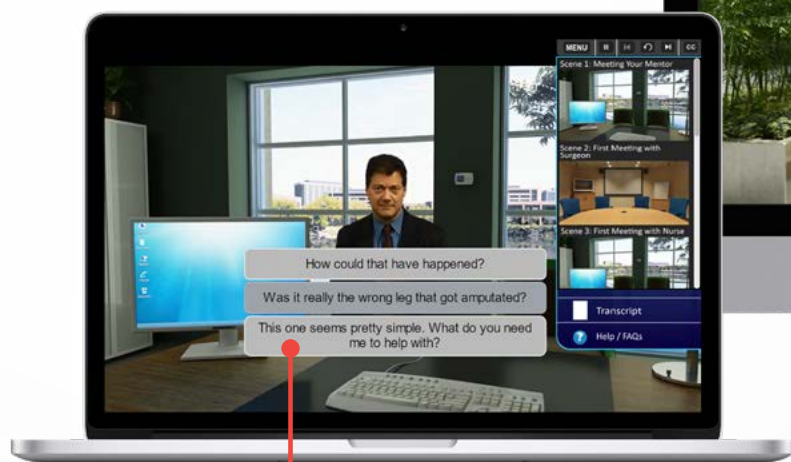 MENU
CC
Scene 1: Meeting Your Mentor
Scene 2: First Meeting with
Surgeon
Scene 3: First Meeting with Nurse
How could that have happened?
Was it really the wrong leg that got amputated?
This one seems pretty simple. What do you need
me to help with?
Transcript
? Help / FAQs